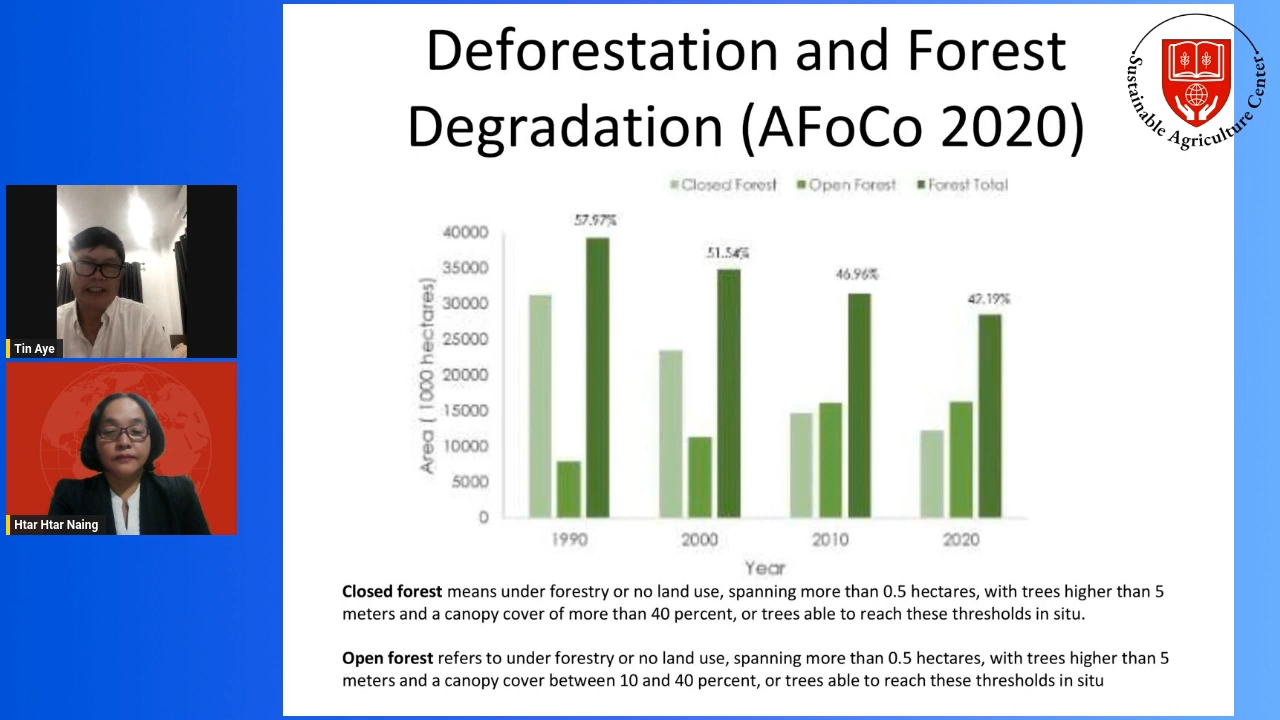 Deforestation and Forest
Degradation (AFoCo 2020)
Sustainable Agriculture Center
Closed Forest Open Forest Forest Total
57.97%
51.54%
46.96%
42.19%
Area ( 1000 hectares)
40000
35000
30000
25000
20000
15000
10000
5000
0
1990 2000 2010 2020
Year
Closed forest means under forestry or no land use, spanning more than 0.5 hectares, with trees higher than 5
meters and a canopy cover of more than 40 percent, or trees able to reach these thresholds in situ.
Open forest refers to under forestry or no land use, spanning more than 0.5 hectares, with trees higher than 5
meters and a canopy cover between 10 and 40 percent, or trees able to reach these thresholds in situ
Tin Aye
Htar Htar Naing